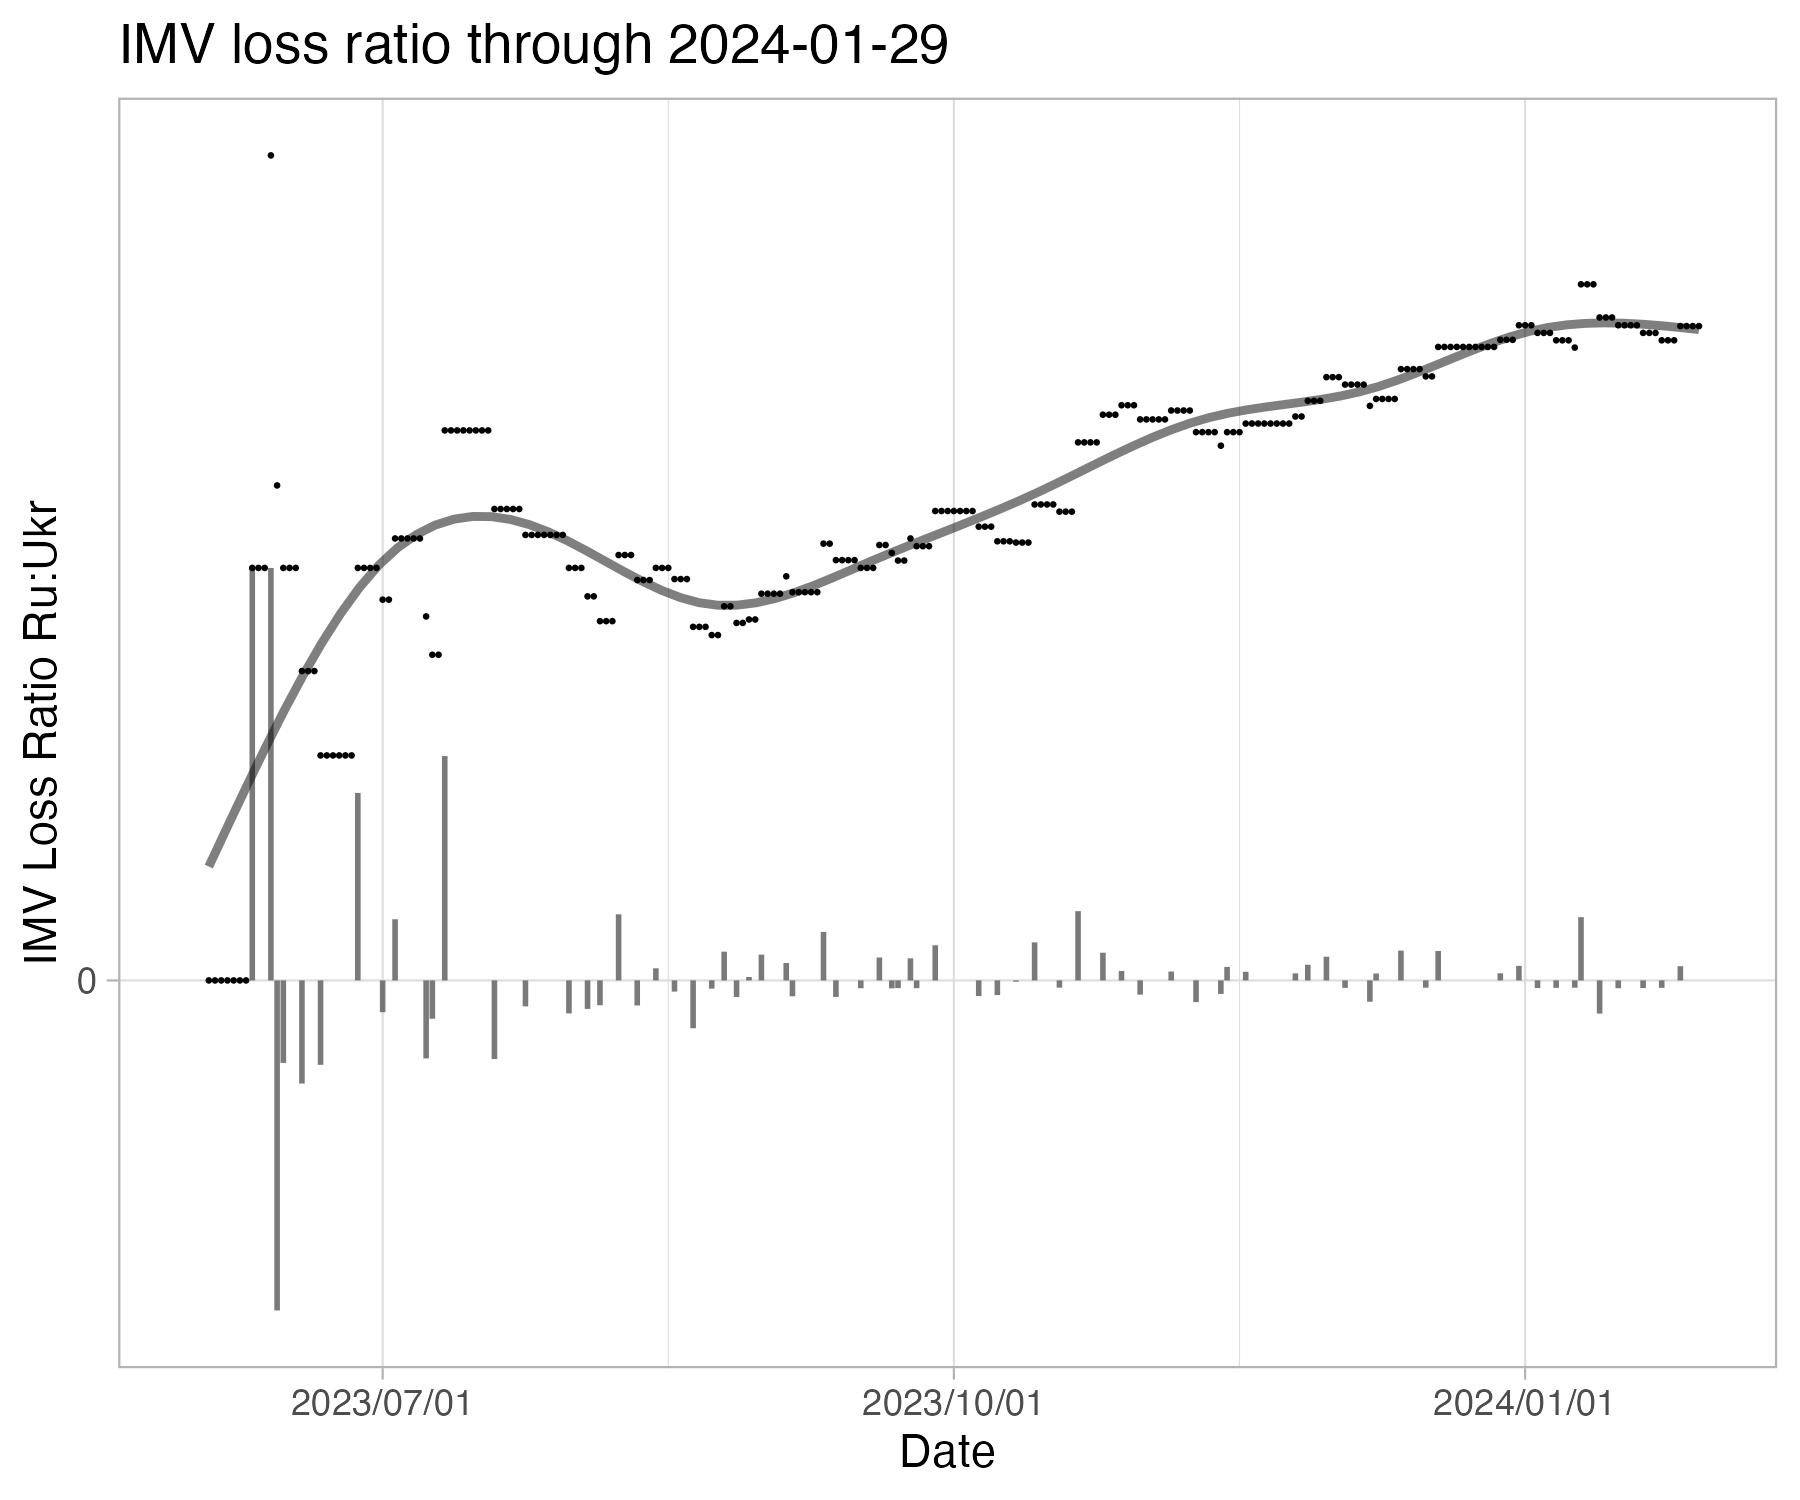 IMV loss ratio through 2024-01-29
IMV Loss Ratio Ru:Ukr
0
2023/07/01
2023/10/01
2024/01/01
Date